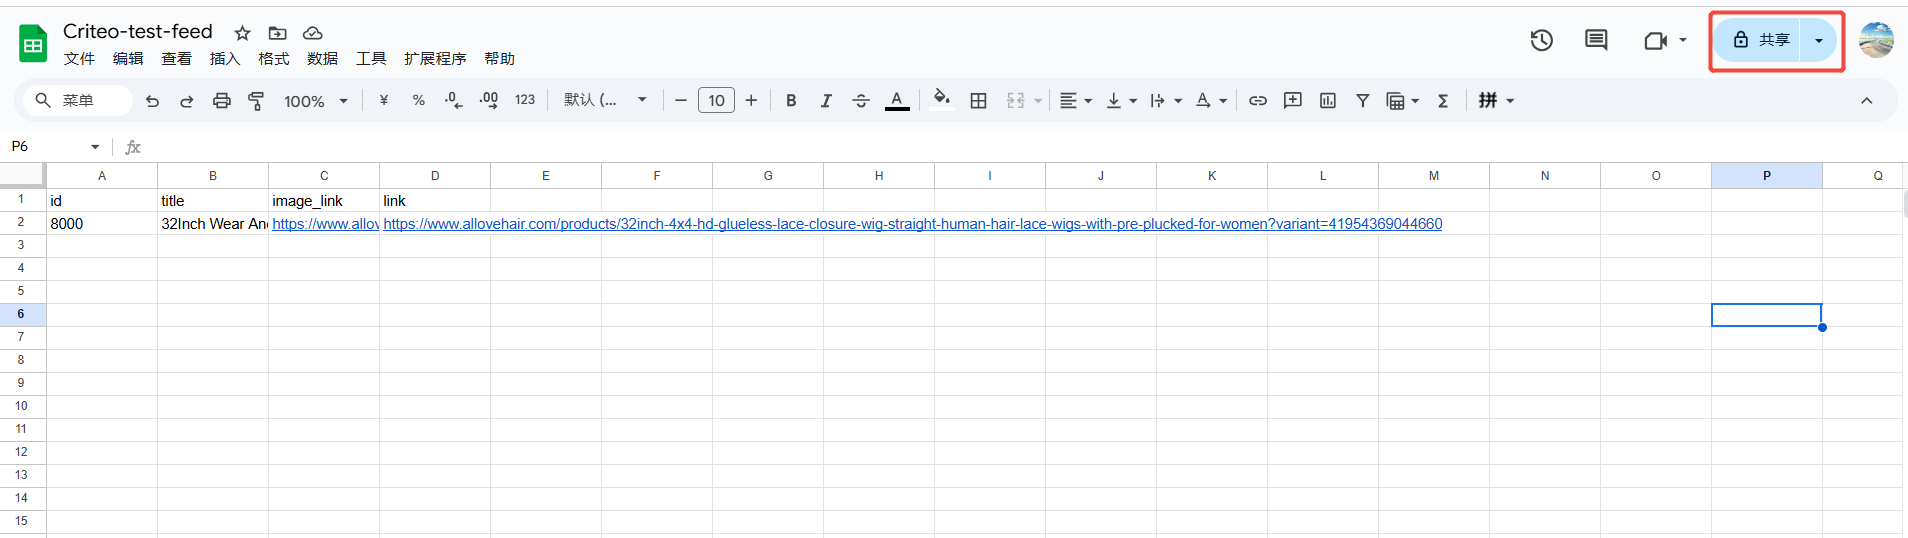 Criteo-test-feed
文件 编辑 查看 插入 格式 数据 工具 扩展程序 帮助
共享
菜单 100% ¥ % .0 .00 123 默认 (... 10 B I S A A Σ 拼
P6 fx
A B C D E F G H I J K L M N O P Q
1 id title image_link link
2 8000 32Inch Wear And https://www.allov https://www.allovehair.com/products/32inch-4x4-hd-glueless-lace-closure-wig-straight-human-hair-lace-wigs-with-pre-plucked-for-women?variant=41954369044660
3
4
5
6
7
8
9
10
11
12
13
14
15